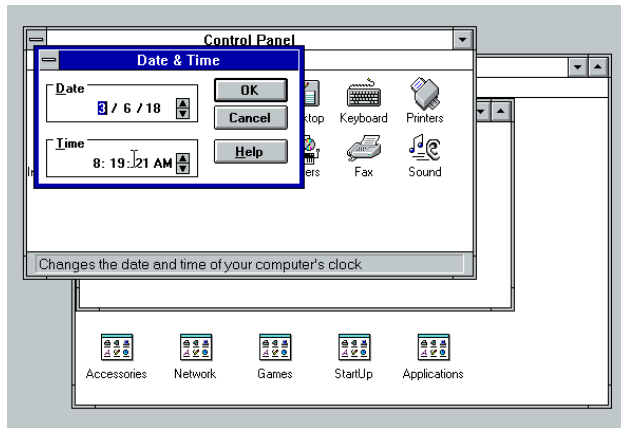 Control Panel
Date & Time
Date
3 / 6 / 18
OK
Cancel
Time
8: 19: 21 AM
Help
ktop
Keyboard
Printers
ers
Fax
Sound
Changes the date and time of your computer's clock
Accessories
Network
Games
StartUp
Applications